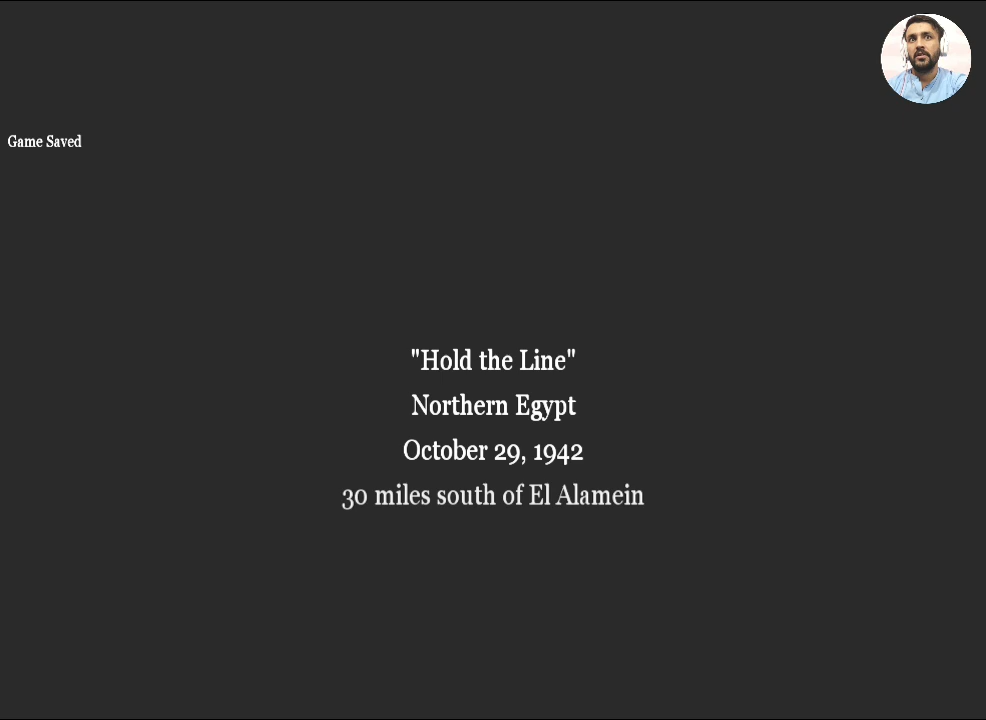 Game Saved
"Hold the Line"
Northern Egypt
October 29, 1942
30 miles south of El Alamein